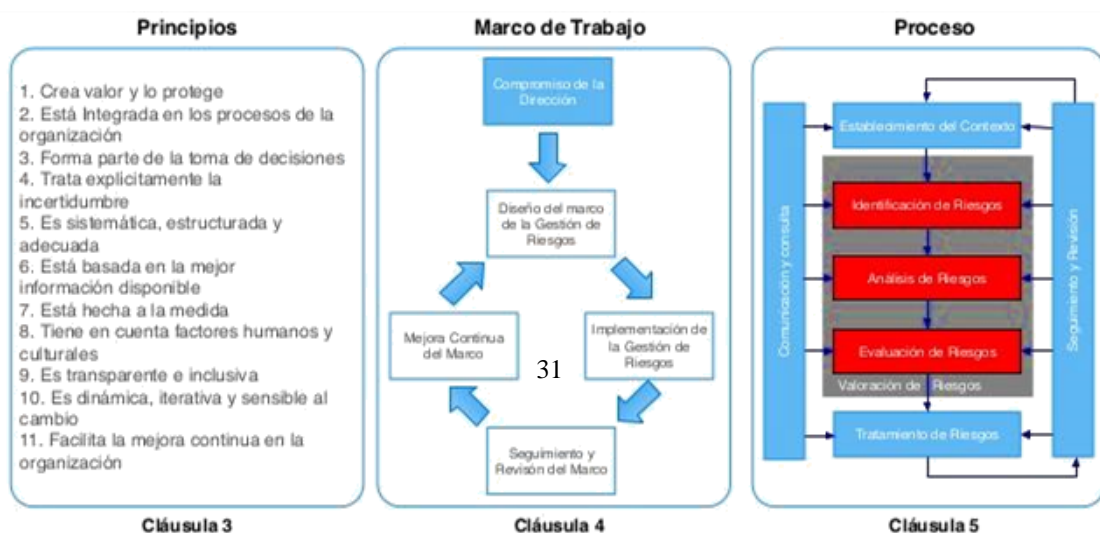 Principios
1. Crea valor y lo protege
2. Está Integrada en los procesos de la
organización
3. Forma parte de la toma de decisiones
4. Trata explicitamente la
incertidumbre
5. Es sistemática, estructurada y
adecuada
6. Está basada en la mejor
información disponible
7. Está hecha a la medida
8. Tiene en cuenta factores humanos y
culturales
9. Es transparente e inclusiva
10. Es dinámica, iterativa y sensible al
cambio
11. Facilita la mejora continua en la
organización
Cláusula 3
Marco de Trabajo
Compromiso de la
Dirección
Diseño del marco
de la Gestión de
Riesgos
Implementación de
la Gestión de
Riesgos
Seguimiento y
Revisón del Marco
Mejora Continua
del Marco
31
Cláusula 4
Proceso
Comunicación y consulta
Establecimiento del Contexto
Identificación de Riesgos
Análisis de Riesgos
Evaluación de Riesgos
Valoración de Riesgos
Tratamiento de Riesgos
Seguimiento y Revisión
Cláusula 5